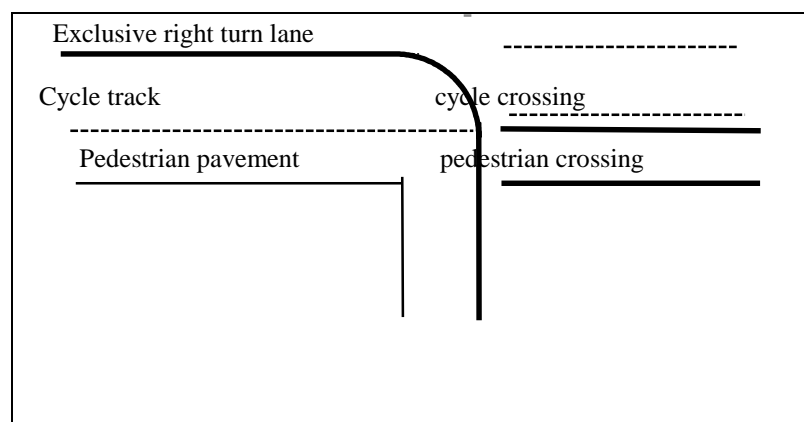 Exclusive right turn lane
Cycle track cycle crossing
Pedestrian pavement pedestrian crossing